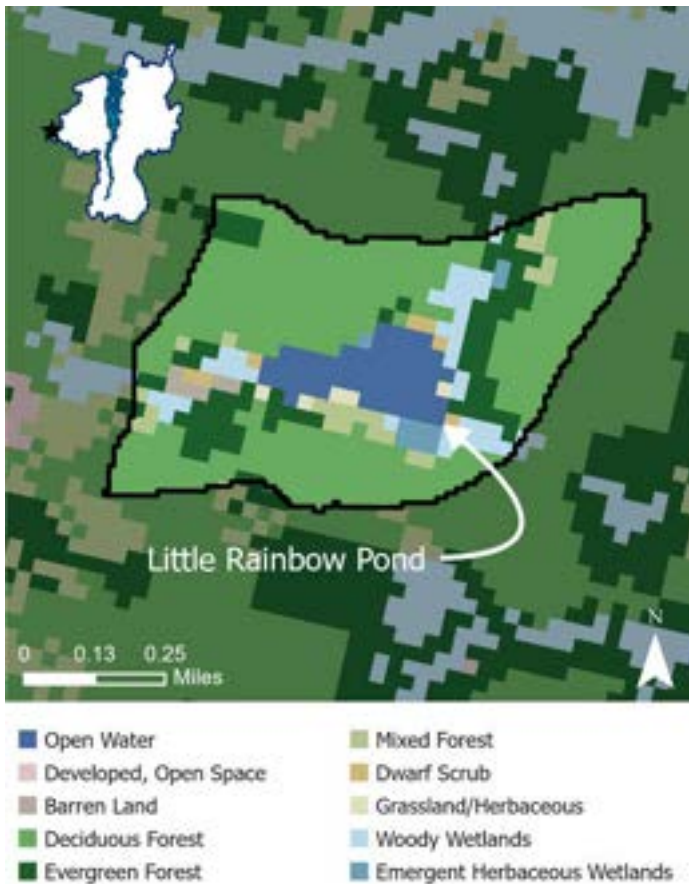 Little Rainbow Pond
N
0 0.13 0.25
Miles
Open Water
Developed, Open Space
Barren Land
Deciduous Forest
Evergreen Forest
Mixed Forest
Dwarf Scrub
Grassland/Herbaceous
Woody Wetlands
Emergent Herbaceous Wetlands